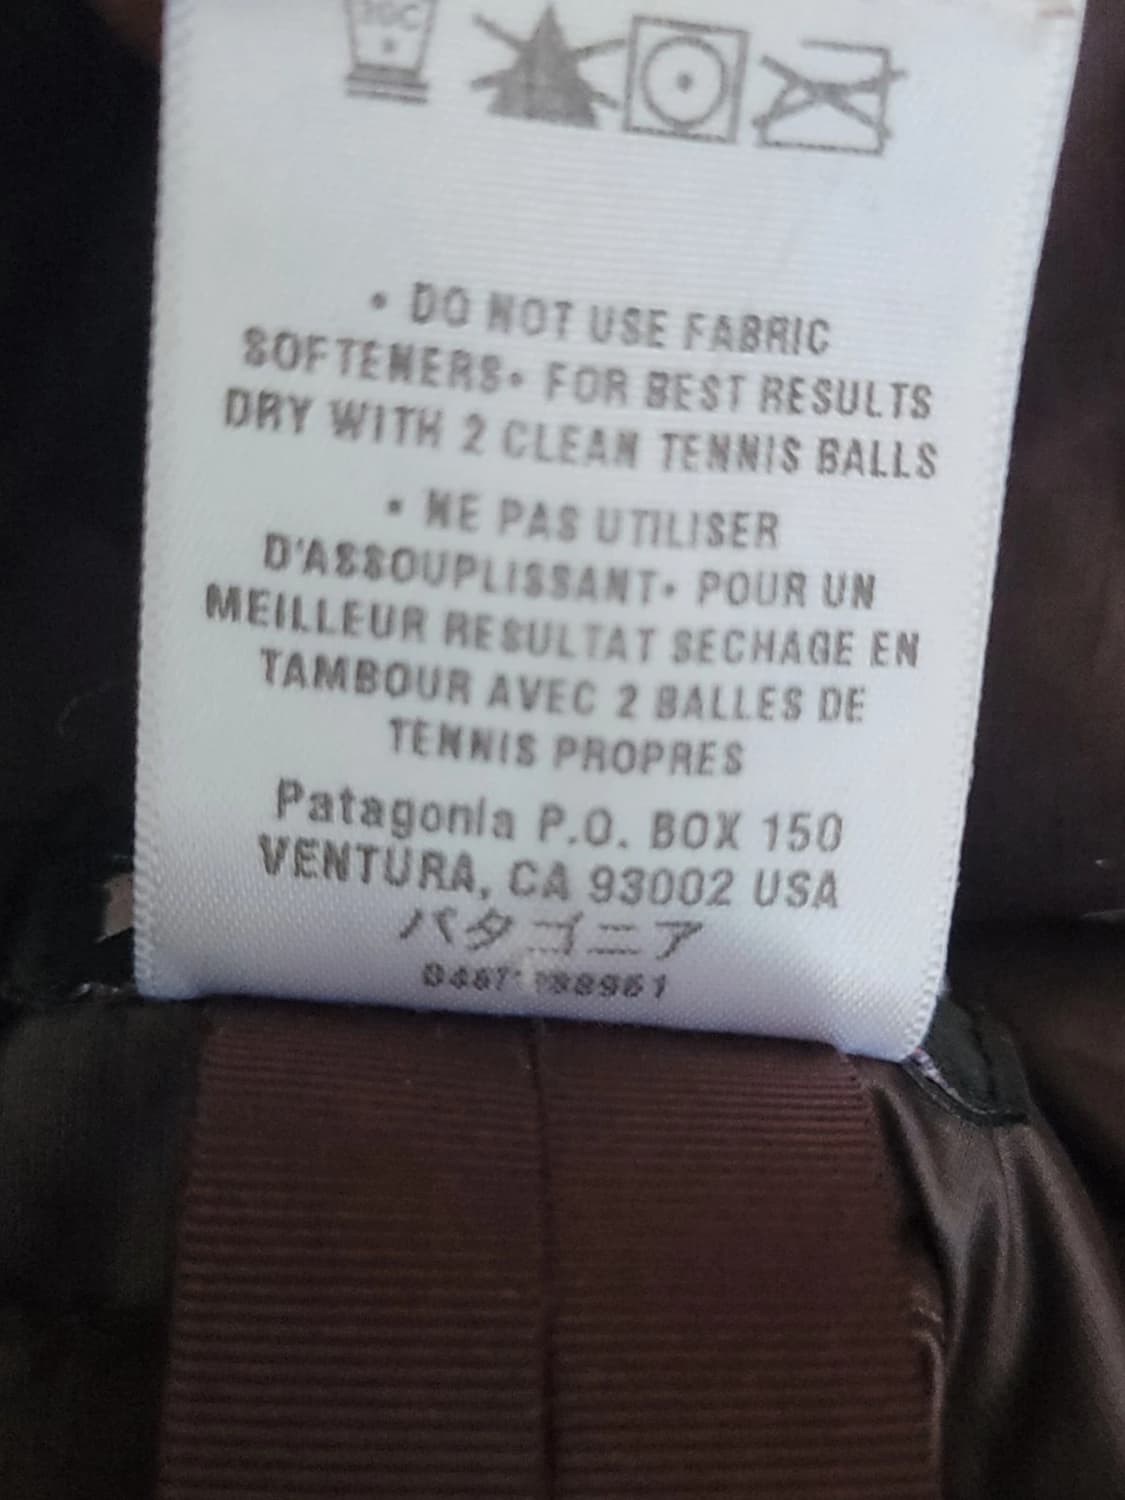 30C
• DO NOT USE FABRIC
SOFTENERS• FOR BEST RESULTS
DRY WITH 2 CLEAN TENNIS BALLS
• NE PAS UTILISER
D'ASSOUPLISSANT• POUR UN
MEILLEUR RESULTAT SECHAGE EN
TAMBOUR AVEC 2 BALLES DE
TENNIS PROPRES
Patagonia P.O. BOX 150
VENTURA, CA 93002 USA
パタゴニア